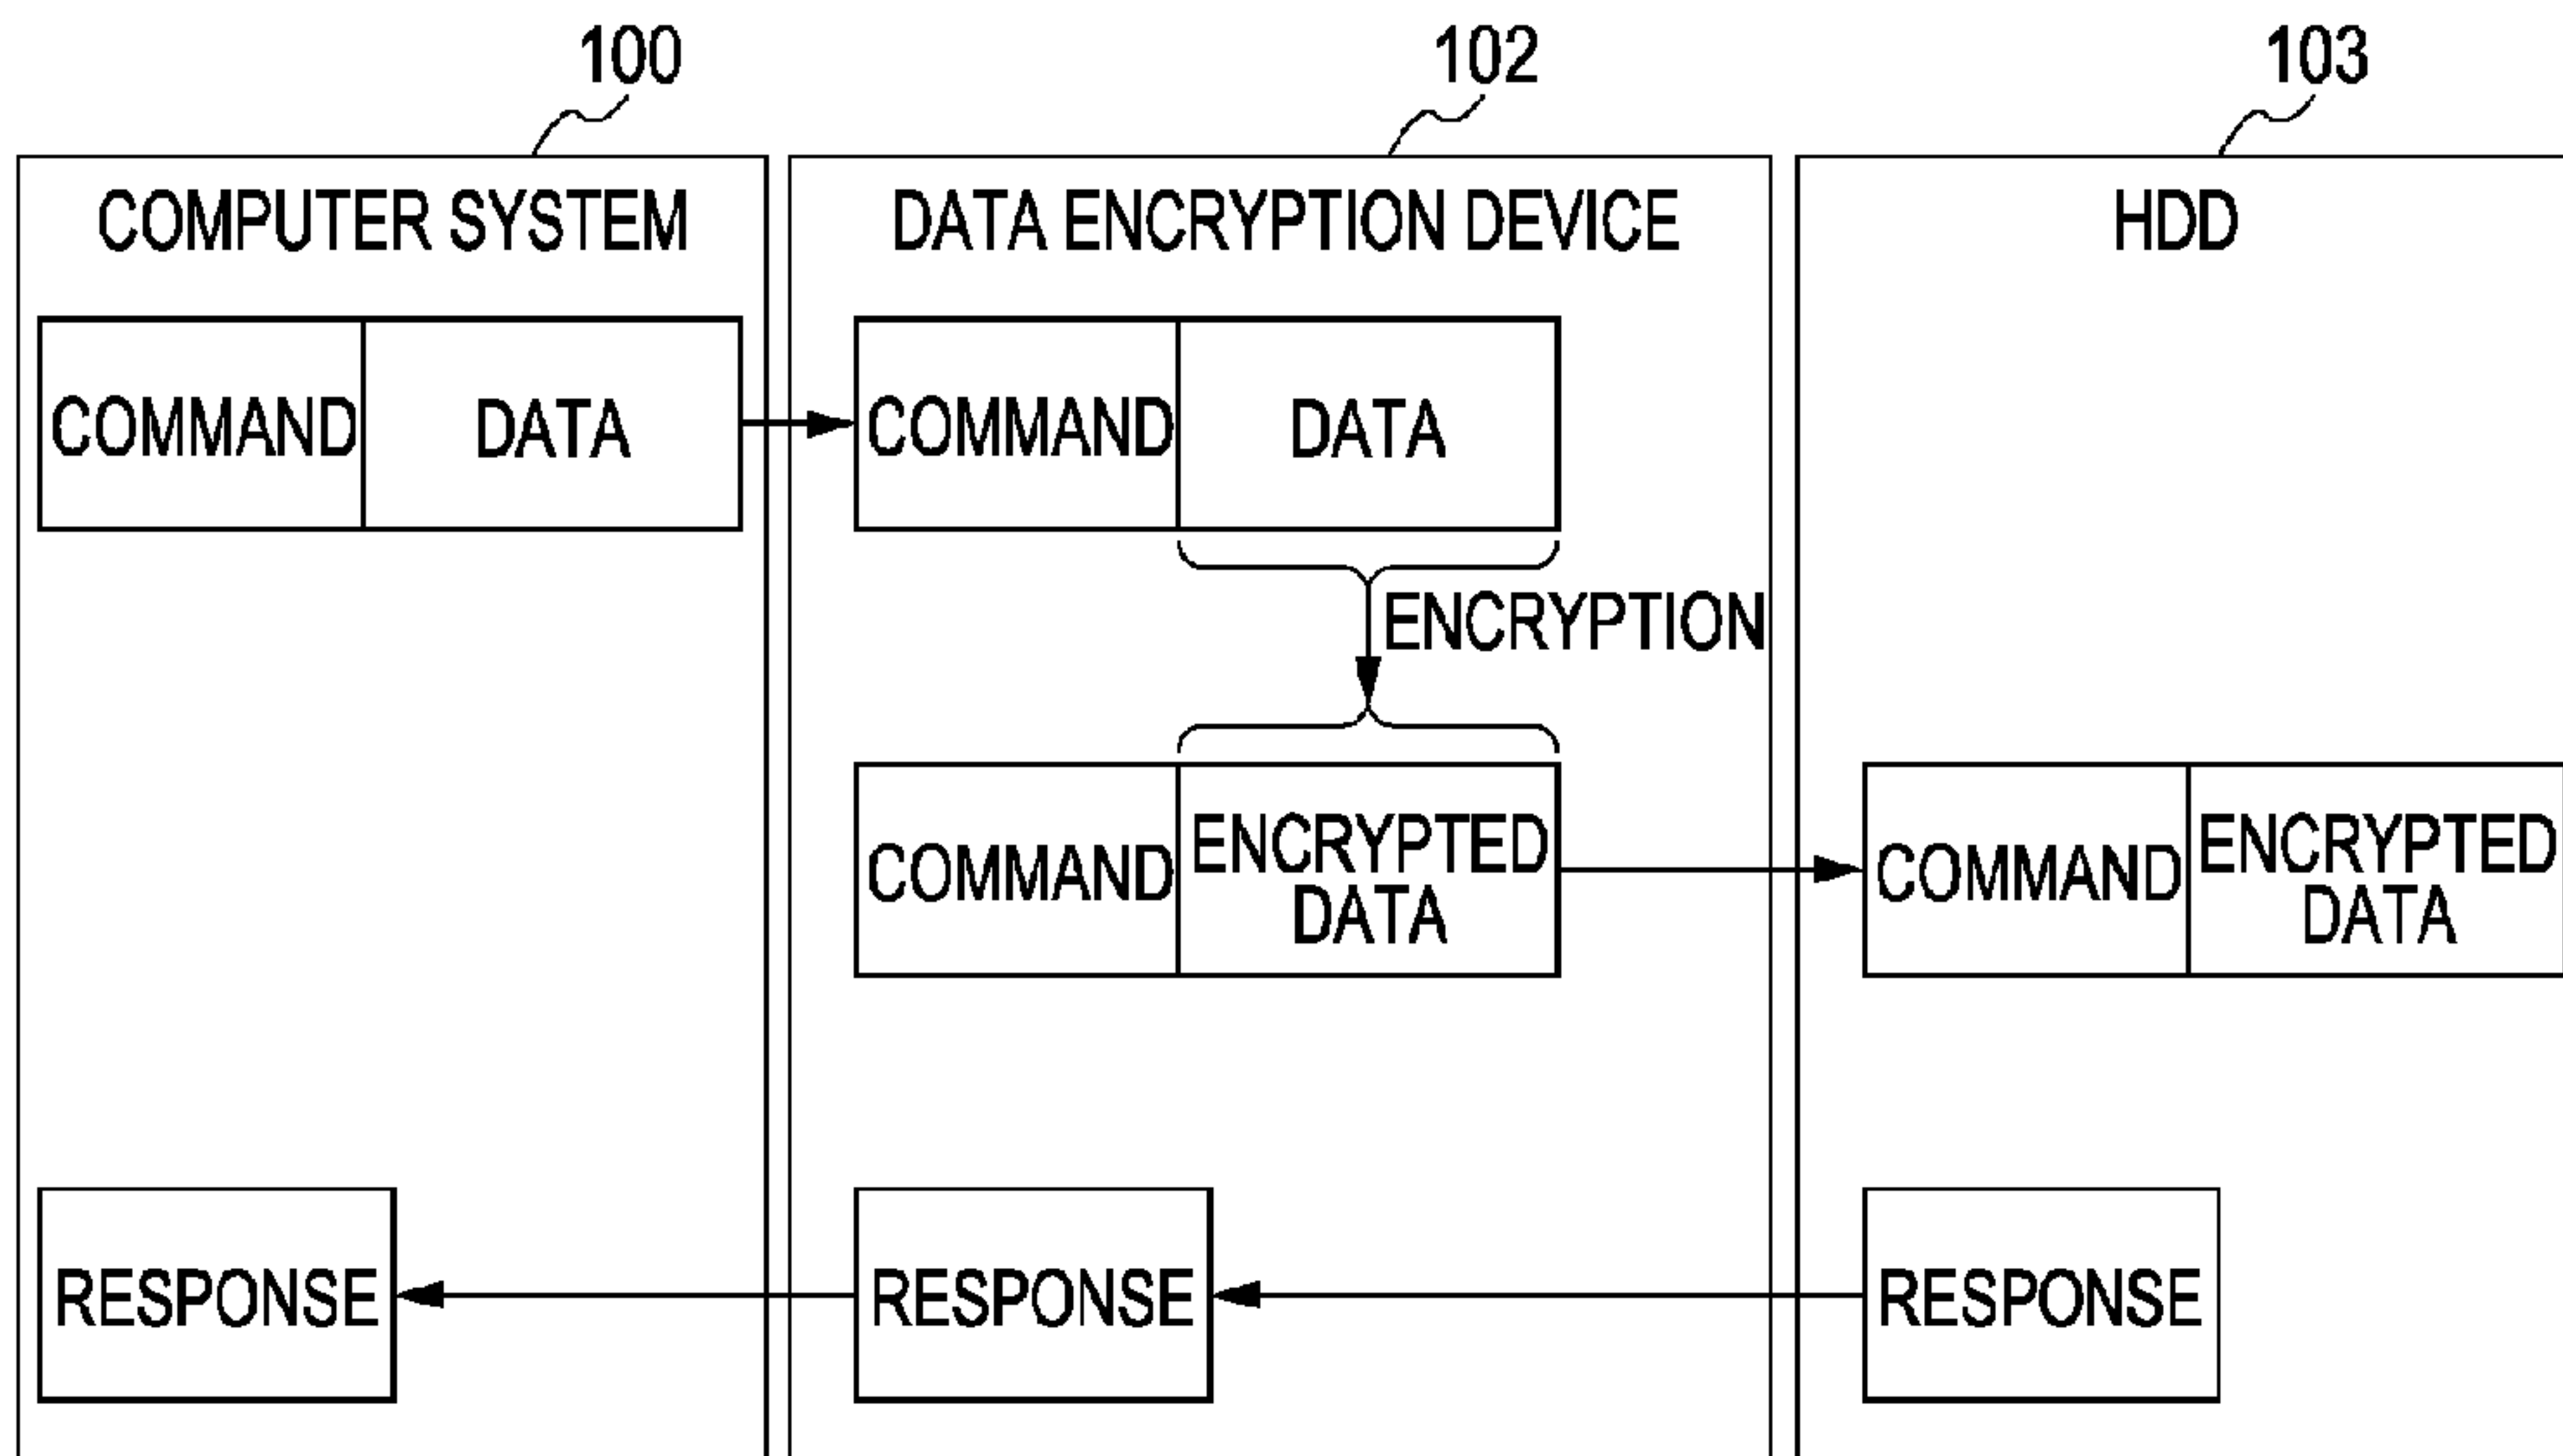 100
102
103
COMPUTER SYSTEM
DATA ENCRYPTION DEVICE
HDD
COMMAND
DATA
COMMAND
DATA
ENCRYPTION
COMMAND
ENCRYPTED
DATA
COMMAND
ENCRYPTED
DATA
RESPONSE
RESPONSE
RESPONSE